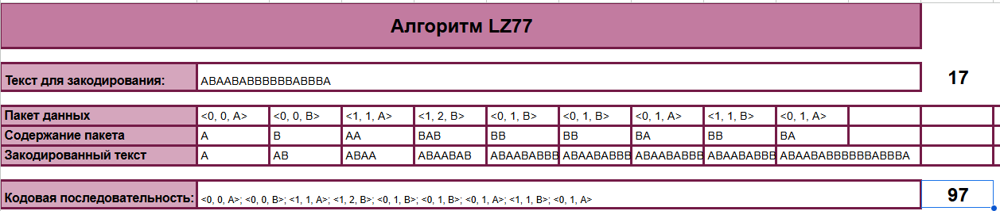 Алгоритм LZ77
Текст для закодирования: ABAABABBBBBBABBBA 17
Пакет данных <0, 0, A> <0, 0, B> <1, 1, A> <1, 2, B> <0, 1, B> <0, 1, B> <0, 1, A> <1, 1, B> <0, 1, A>
Содержание пакета A B AA BAB BB BB BA BB BA
Закодированный текст A AB ABAA ABAABAB ABAABABBB ABAABABBB ABAABABBB ABAABABBB ABAABABBBBBBABBBA
Кодовая последовательность: <0, 0, A>; <0, 0, B>; <1, 1, A>; <1, 2, B>; <0, 1, B>; <0, 1, B>; <0, 1, A>; <1, 1, B>; <0, 1, A> 97